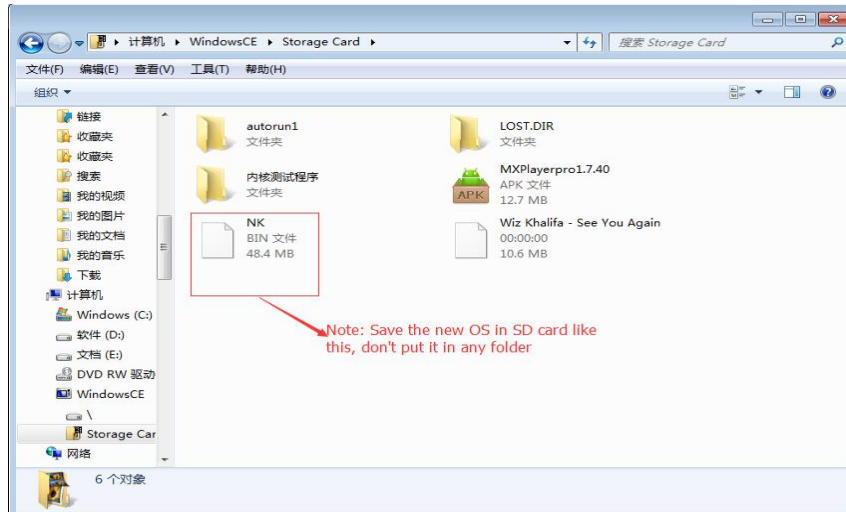 计算机 ▸ WindowsCE ▸ Storage Card ▸
搜索 Storage Card
文件(F) 编辑(E) 查看(V) 工具(T) 帮助(H)
组织
链接
收藏夹
收藏夹
搜索
我的视频
我的图片
我的文档
我的音乐
下载
计算机
Windows (C:)
软件 (D:)
文档 (E:)
DVD RW 驱动
WindowsCE
\
Storage Car
网络
autorun1
文件夹
LOST.DIR
文件夹
内核测试程序
文件夹
APK
MXPlayerpro1.7.40
APK 文件
12.7 MB
NK
BIN 文件
48.4 MB
Wiz Khalifa - See You Again
00:00:00
10.6 MB
Note: Save the new OS in SD card like
this, don't put it in any folder
6 个对象